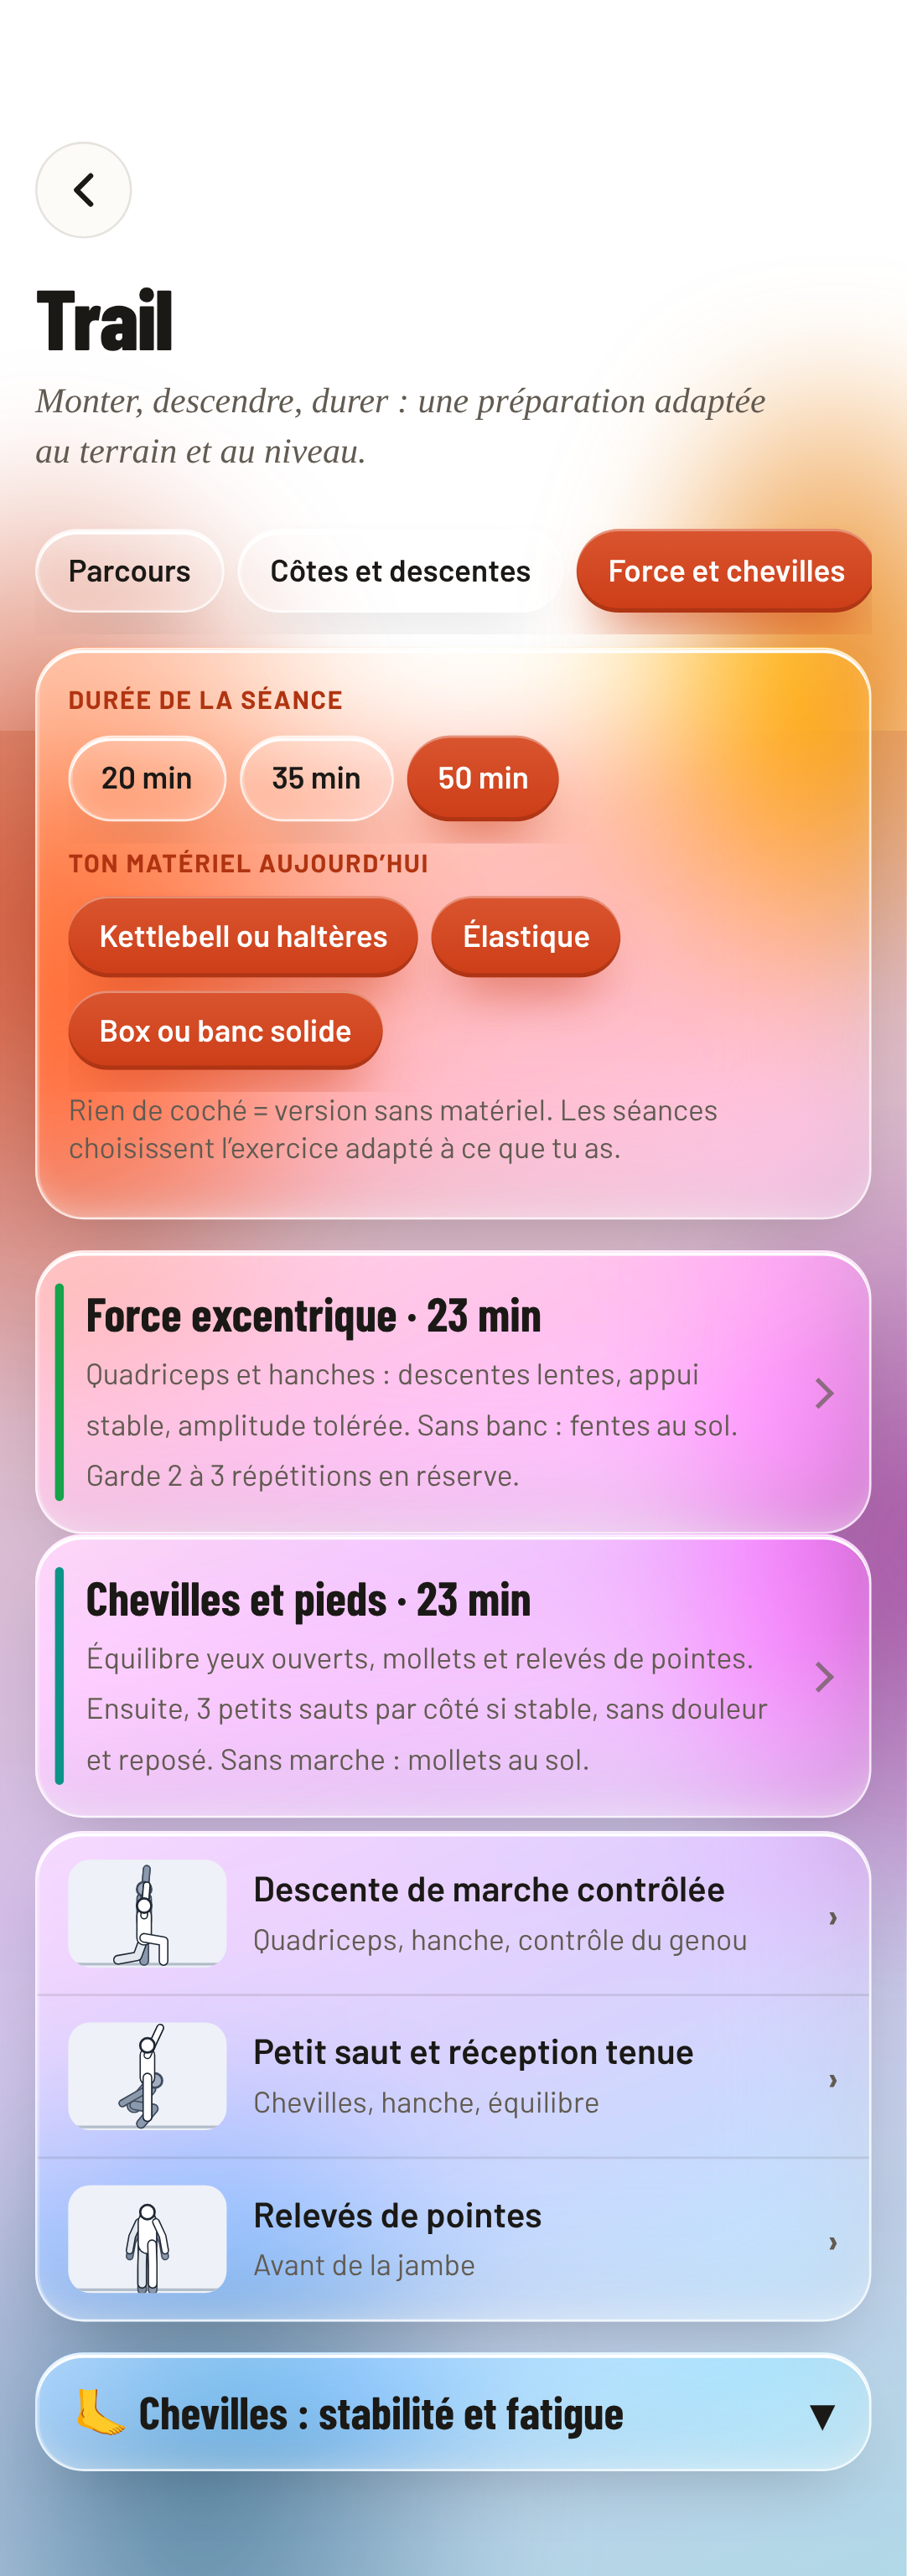 Trail
Monter, descendre, durer : une préparation adaptée
au terrain et au niveau.
Parcours
Côtes et descentes
Force et chevilles
DURÉE DE LA SÉANCE
20 min
35 min
50 min
TON MATÉRIEL AUJOURD’HUI
Kettlebell ou haltères
Élastique
Box ou banc solide
Rien de coché = version sans matériel. Les séances
choisissent l’exercice adapté à ce que tu as.
Force excentrique · 23 min
Quadriceps et hanches : descentes lentes, appui
stable, amplitude tolérée. Sans banc : fentes au sol.
Garde 2 à 3 répétitions en réserve.
Chevilles et pieds · 23 min
Équilibre yeux ouverts, mollets et relevés de pointes.
Ensuite, 3 petits sauts par côté si stable, sans douleur
et reposé. Sans marche : mollets au sol.
Descente de marche contrôlée
Quadriceps, hanche, contrôle du genou
Petit saut et réception tenue
Chevilles, hanche, équilibre
Relevés de pointes
Avant de la jambe
🦶 Chevilles : stabilité et fatigue